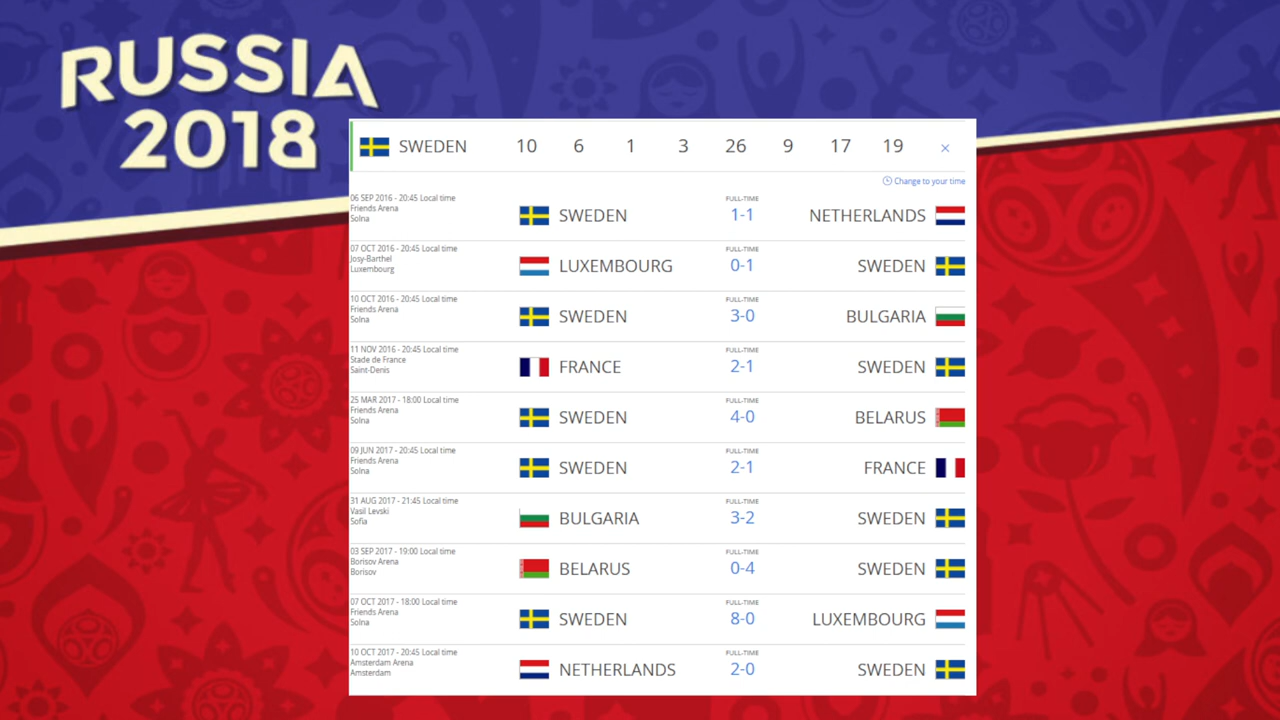 RUSSIA
2018
SWEDEN 10 6 1 3 26 9 17 19 ×
Change to your time
06 SEP 2016 - 20:45 Local time
Friends Arena
Solna
SWEDEN FULL-TIME 1-1 NETHERLANDS
07 OCT 2016 - 20:45 Local time
Josy-Barthel
Luxembourg
LUXEMBOURG FULL-TIME 0-1 SWEDEN
10 OCT 2016 - 20:45 Local time
Friends Arena
Solna
SWEDEN FULL-TIME 3-0 BULGARIA
11 NOV 2016 - 20:45 Local time
Stade de France
Saint-Denis
FRANCE FULL-TIME 2-1 SWEDEN
25 MAR 2017 - 18:00 Local time
Friends Arena
Solna
SWEDEN FULL-TIME 4-0 BELARUS
09 JUN 2017 - 20:45 Local time
Friends Arena
Solna
SWEDEN FULL-TIME 2-1 FRANCE
31 AUG 2017 - 21:45 Local time
Vasil Levski
Sofia
BULGARIA FULL-TIME 3-2 SWEDEN
03 SEP 2017 - 19:00 Local time
Borisov Arena
Borisov
BELARUS FULL-TIME 0-4 SWEDEN
07 OCT 2017 - 18:00 Local time
Friends Arena
Solna
SWEDEN FULL-TIME 8-0 LUXEMBOURG
10 OCT 2017 - 20:45 Local time
Amsterdam Arena
Amsterdam
NETHERLANDS FULL-TIME 2-0 SWEDEN